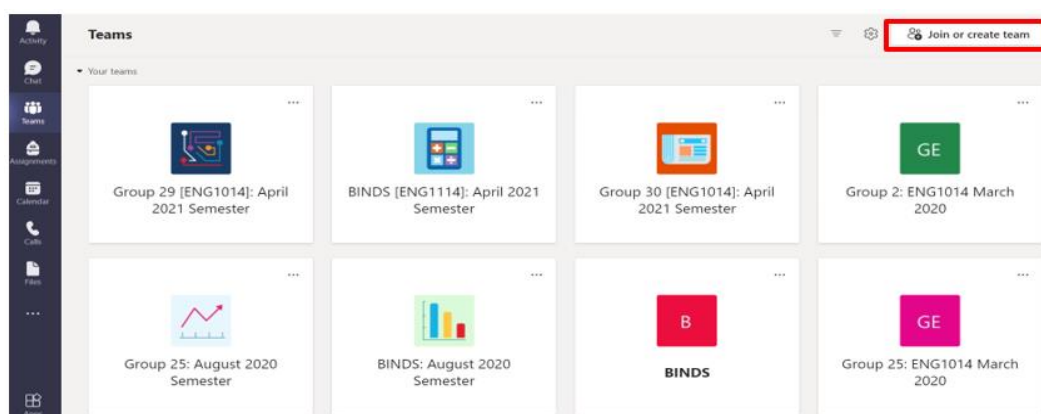 Activity
Chat
Teams
Assignments
Calendar
Calls
Files
Teams
Join or create team
Your teams
Group 29 [ENG1014]: April
2021 Semester
BINDS [ENG1114]: April 2021
Semester
Group 30 [ENG1014]: April
2021 Semester
GE
Group 2: ENG1014 March
2020
Group 25: August 2020
Semester
BINDS: August 2020
Semester
B
BINDS
GE
Group 25: ENG1014 March
2020